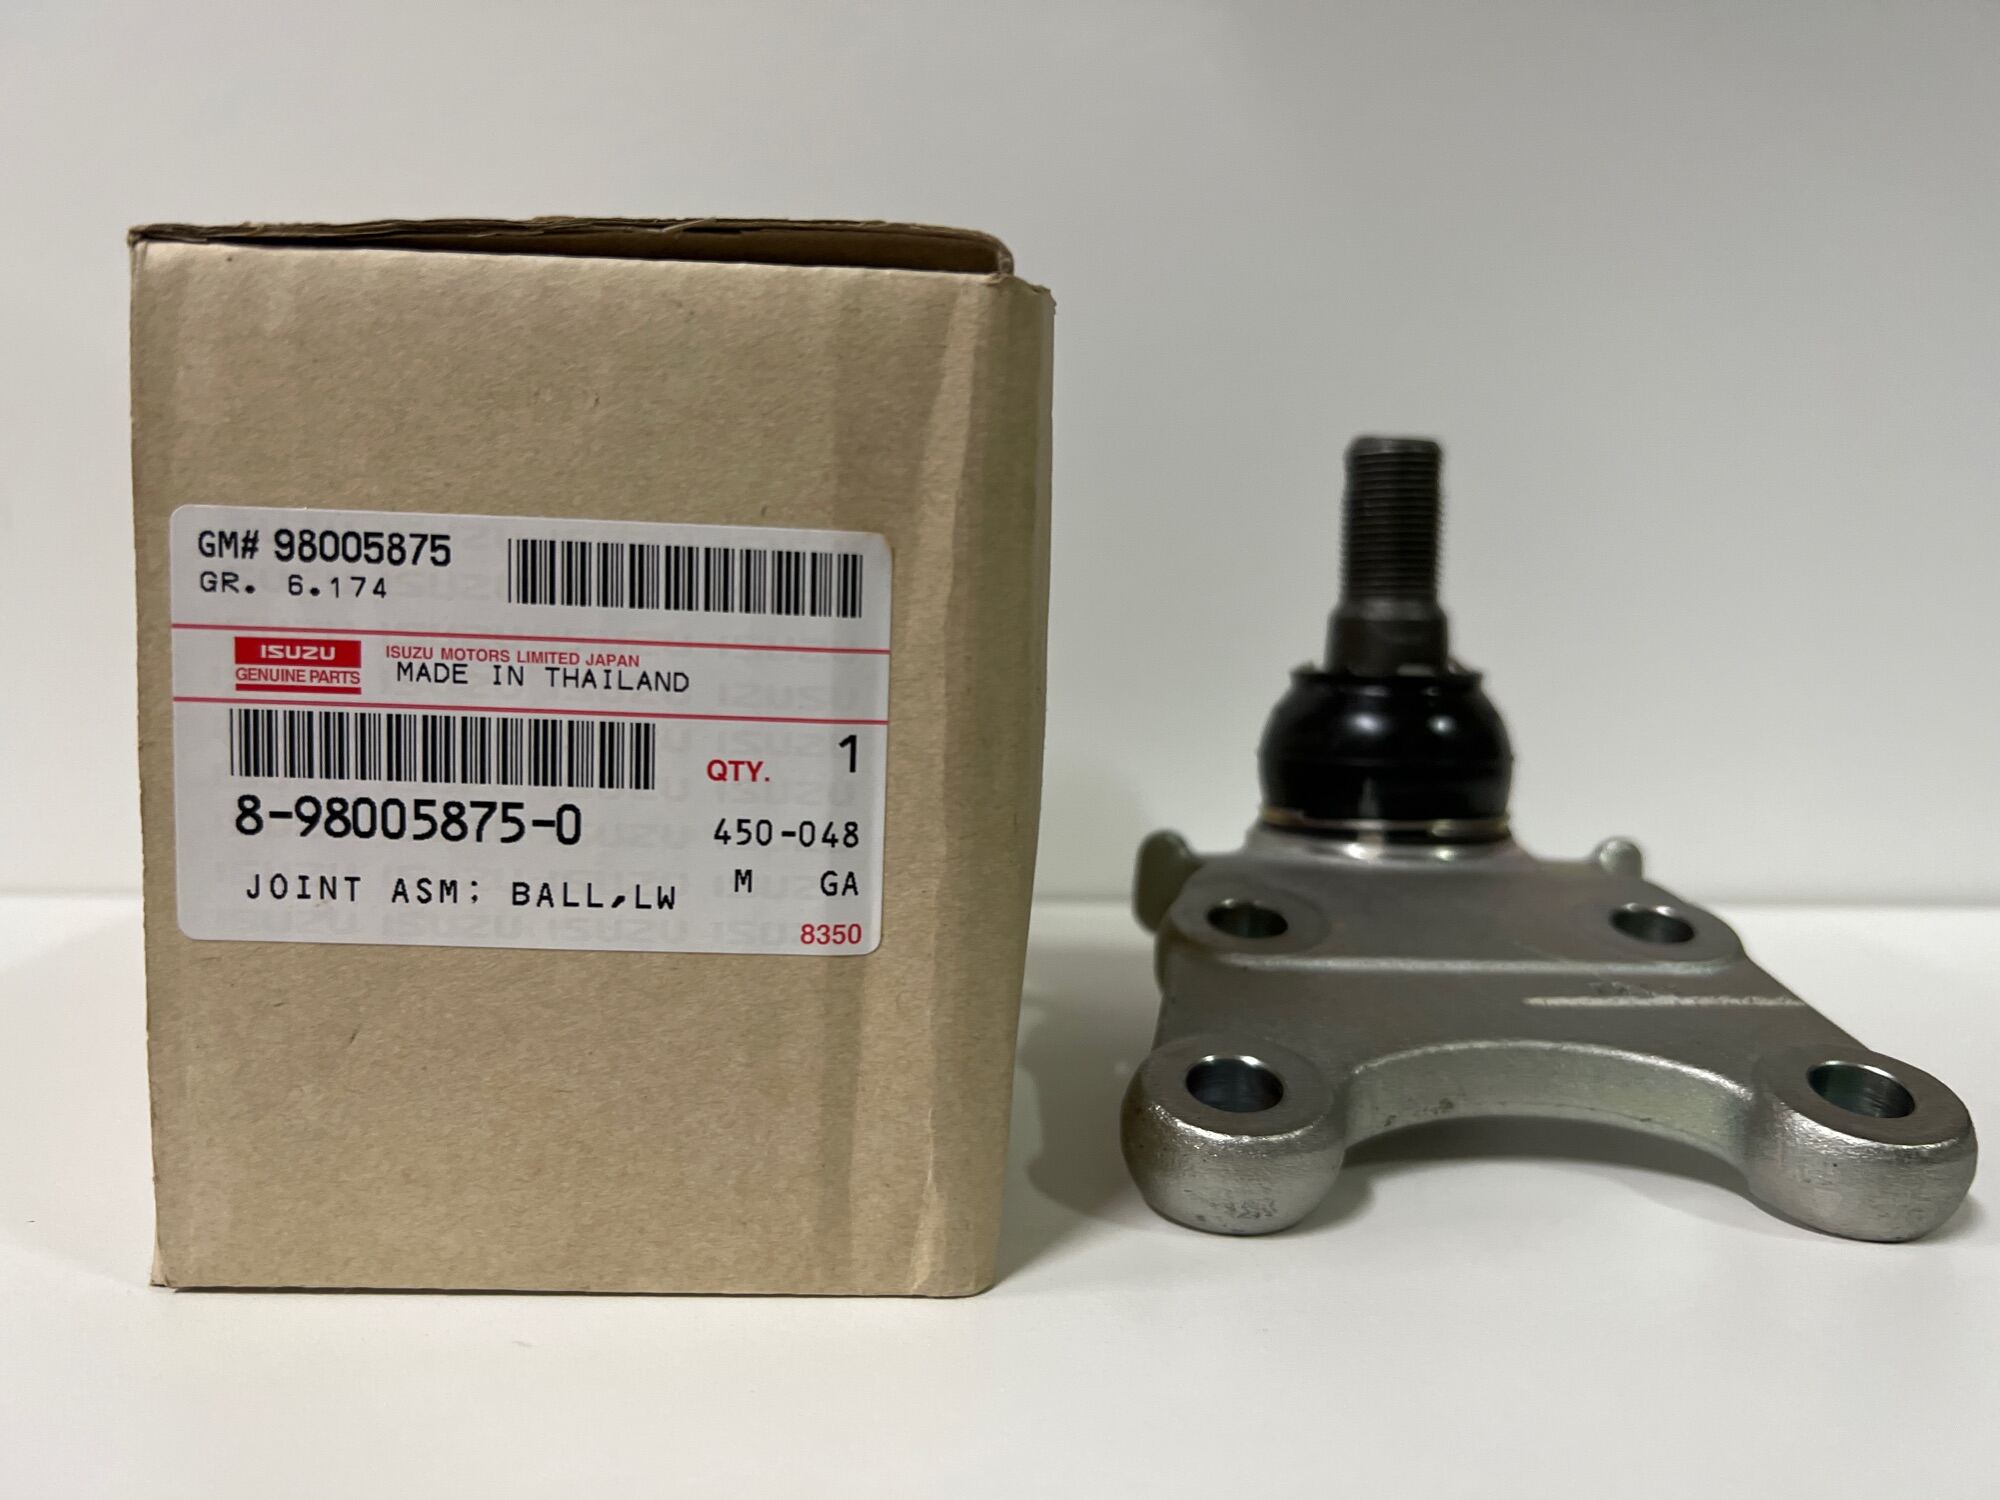 GM# 98005875
GR. 6.174
ISUZU
GENUINE PARTS
ISUZU MOTORS LIMITED JAPAN
MADE IN THAILAND
QTY. 1
8-98005875-0
450-048
JOINT ASM; BALL,LW
M GA
8350